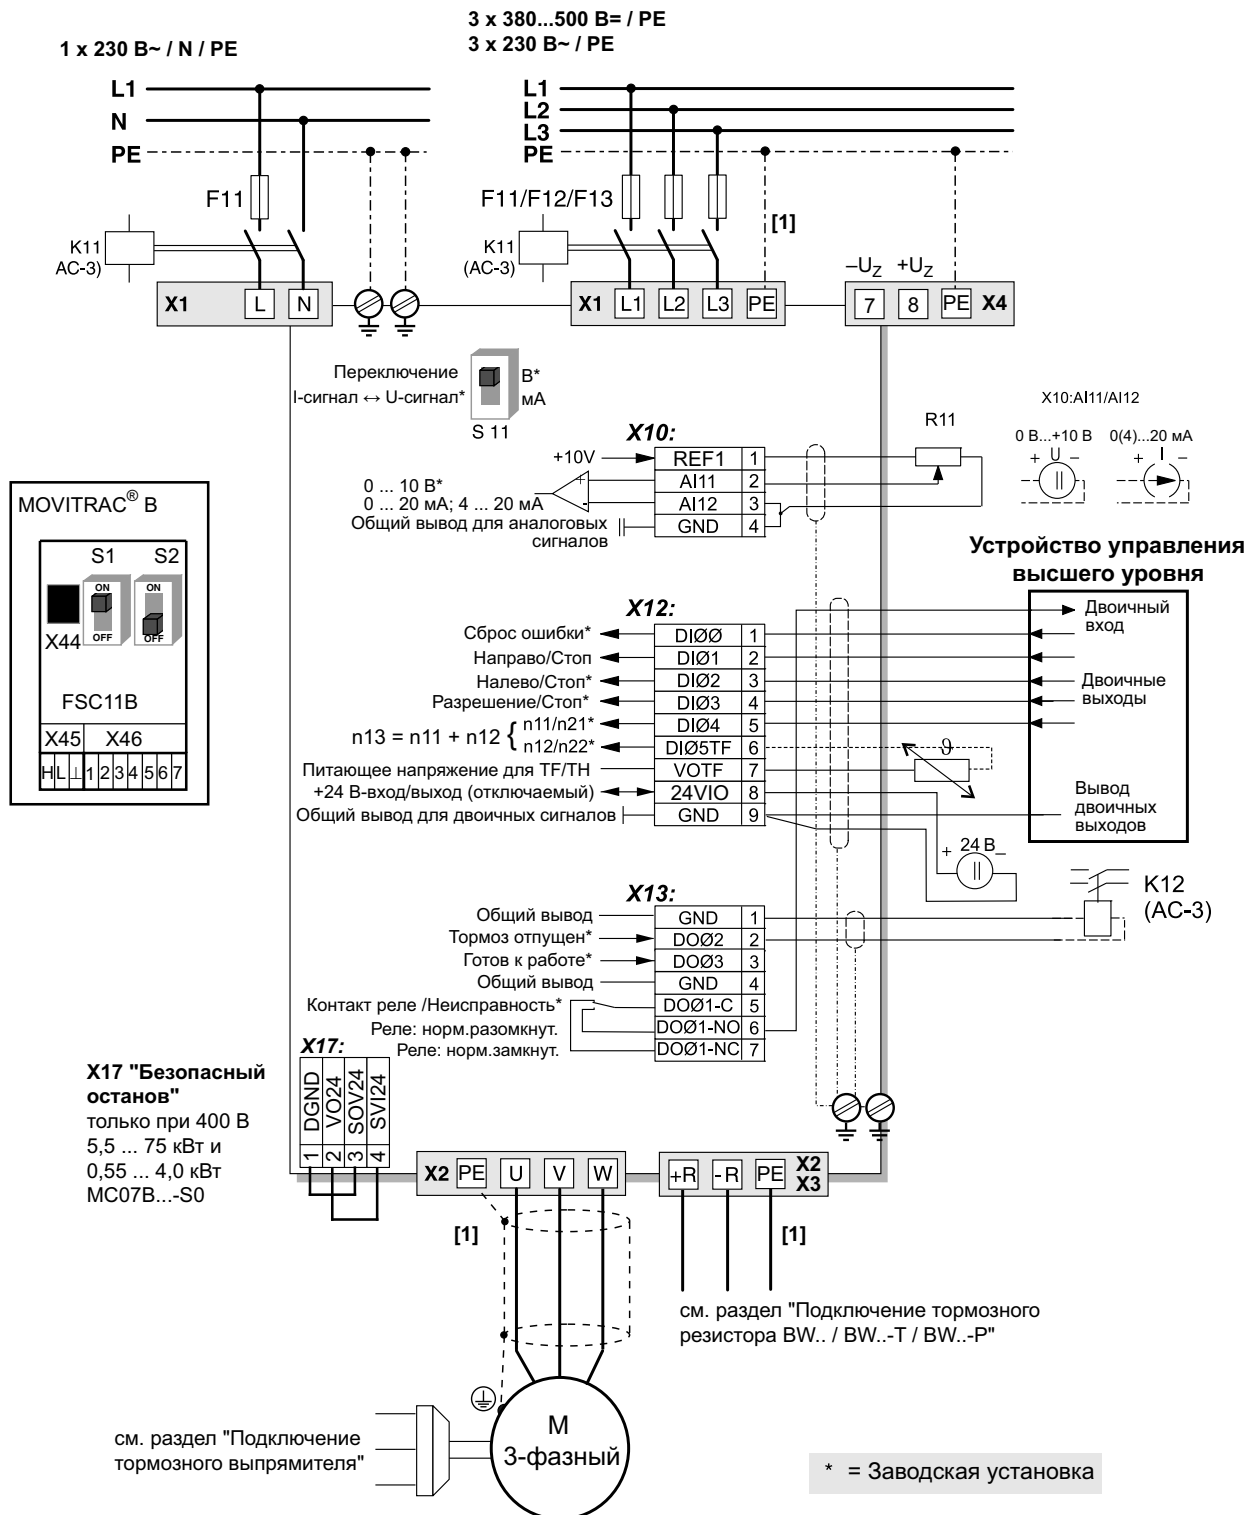 3 x 380...500 В= / PE
1 x 230 В~ / N / PE
3 x 230 В~ / PE
L1
N
PE
L1
L2
L3
PE
F11
F11/F12/F13
[1]
K11
AC-3)
K11
(AC-3)
–UZ +UZ
X1 L N
X1 L1 L2 L3 PE
7 8 PE X4
Переключение
I-сигнал ↔ U-сигнал*
В*
мА
S 11
X10:AI11/AI12
0 В...+10 В 0(4)...20 мА
+ U –
+ I –
R11
X10:
+10V REF1 1
AI11 2
AI12 3
GND 4
0 ... 10 В*
0 ... 20 мА; 4 ... 20 мА
+
–
Общий вывод для аналоговых
сигналов
MOVITRAC® B
S1 S2
ON ON
OFF OFF
X44
FSC11B
X45 X46
H L ⊥ 1 2 3 4 5 6 7
Устройство управления
высшего уровня
Двоичный
вход
Двоичные
выходы
Вывод
двоичных
выходов
X12:
Сброс ошибки* DIØØ 1
Направо/Стоп DIØ1 2
Налево/Стоп* DIØ2 3
Разрешение/Стоп* DIØ3 4
n13 = n11 + n12 {
n11/n21* DIØ4 5
n12/n22* DIØ5TF 6
Питающее напряжение для TF/TH VOTF 7
+24 В-вход/выход (отключаемый) 24VIO 8
Общий вывод для двоичных сигналов GND 9
ϑ
+ 24 В –
K12
(AC-3)
X13:
Общий вывод GND 1
Тормоз отпущен* DOØ2 2
Готов к работе* DOØ3 3
Общий вывод GND 4
Контакт реле /Неисправность* DOØ1-C 5
Реле: норм.разомкнут. DOØ1-NO 6
Реле: норм.замкнут. DOØ1-NC 7
X17:
DGND
VO24
SOV24
SVI24
1 2 3 4
X17 "Безопасный
останов"
только при 400 В
5,5 ... 75 кВт и
0,55 ... 4,0 кВт
MC07B...-S0
X2 PE U V W
+R -R PE X2
X3
[1]
[1]
см. раздел "Подключение тормозного
резистора BW.. / BW..-T / BW..-P"
M
3-фазный
см. раздел "Подключение
тормозного выпрямителя"
* = Заводская установка